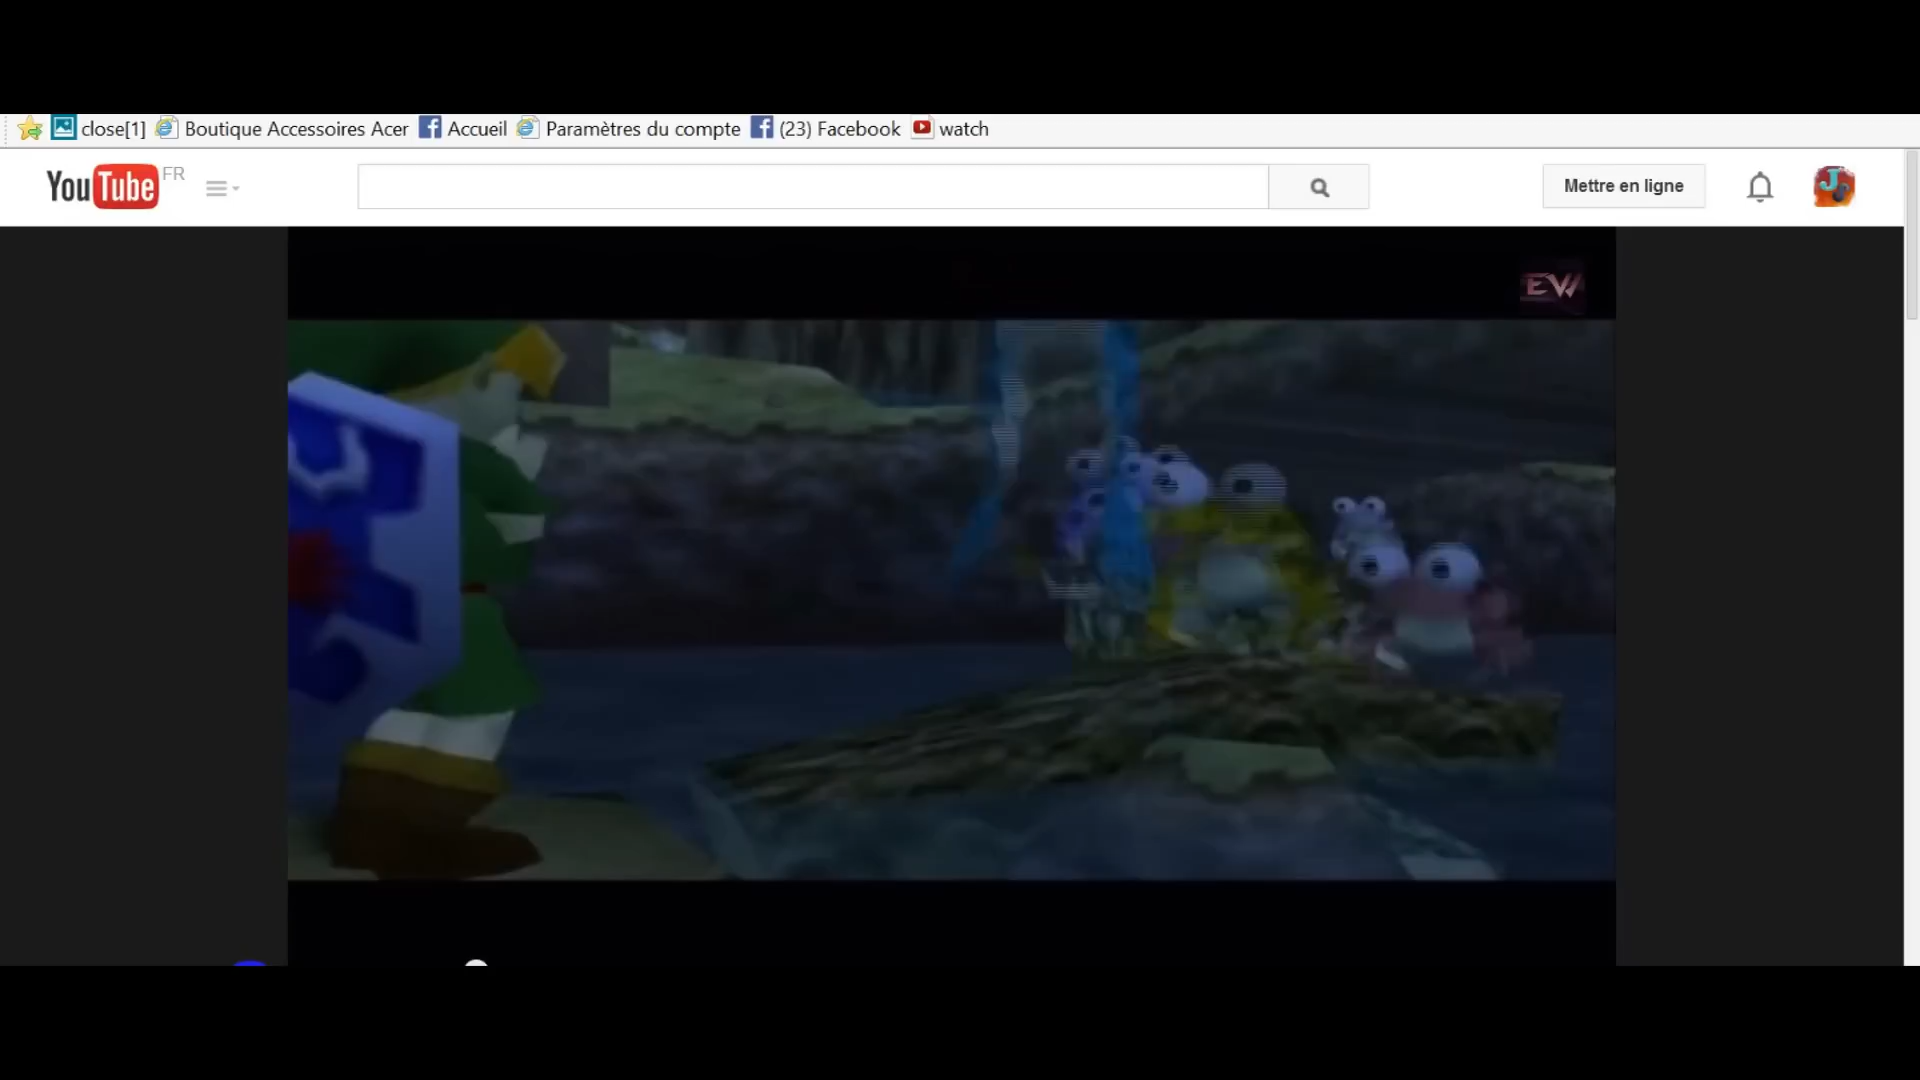 close[1] Boutique Accessoires Acer Accueil Paramètres du compte (23) Facebook watch
YouTube FR Mettre en ligne
EW